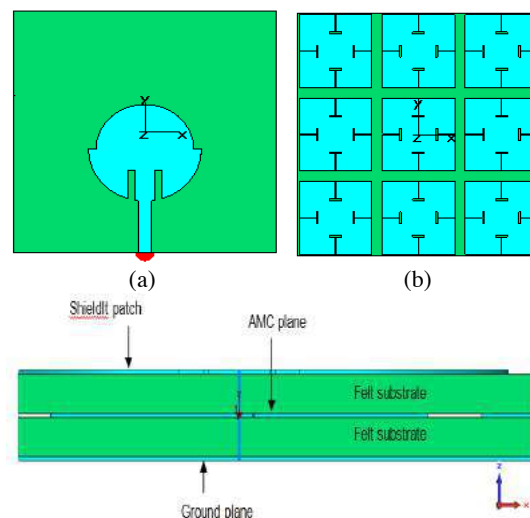 Y
Z X
Y
Z X
(a) (b)
ShieldIt patch
AMC plane
Felt substrate
Felt substrate
Ground plane
z
x